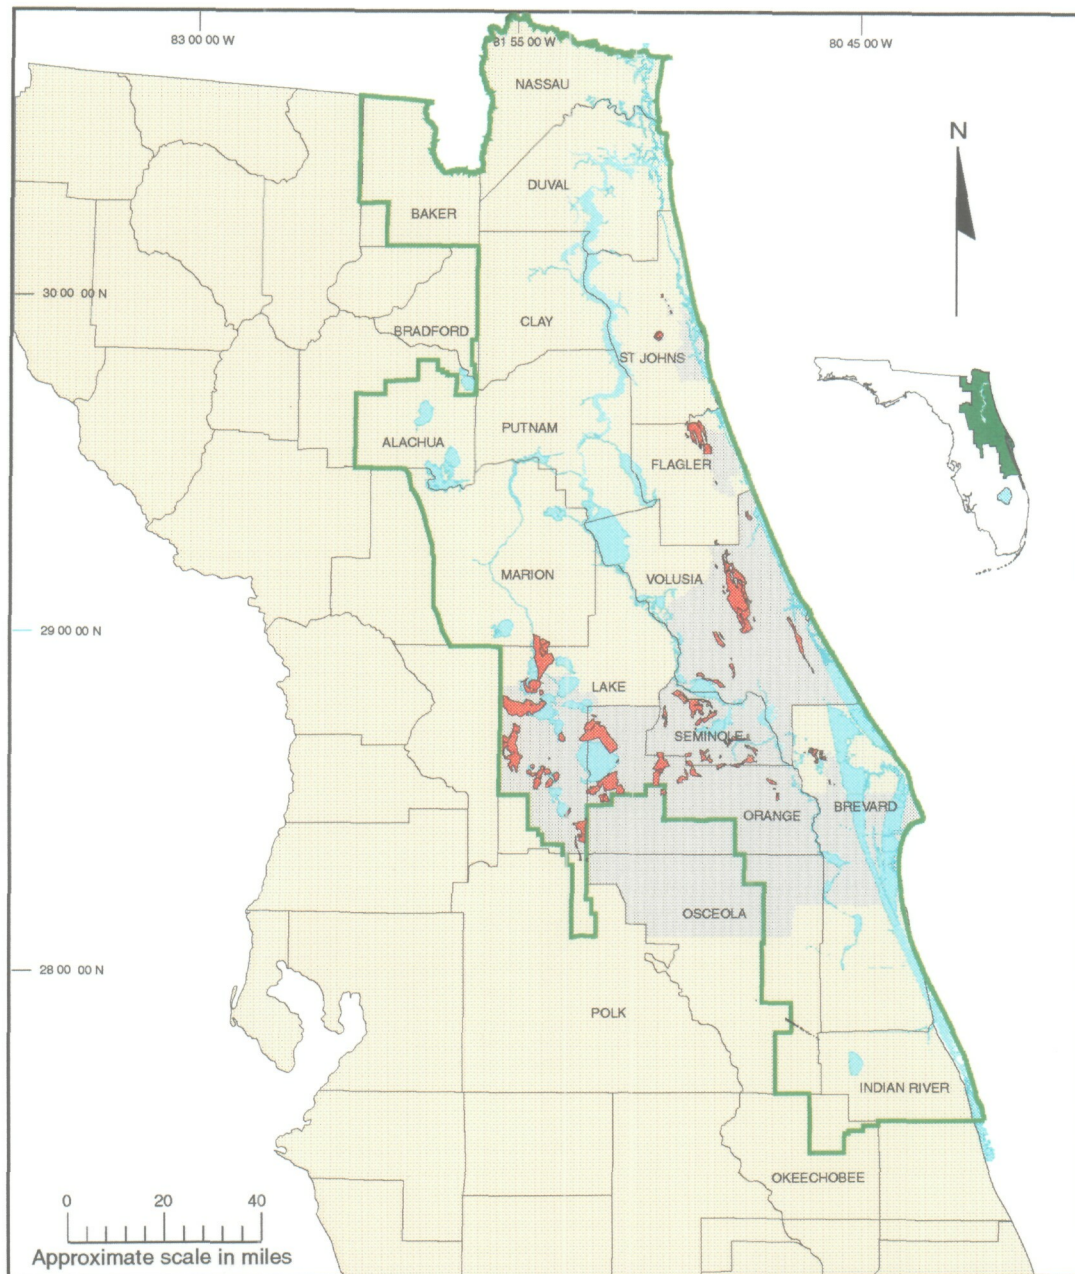 83 00 00 W
81 55 00 W
80 45 00 W
NASSAU
N
DUVAL
BAKER
30 00 00 N
BRADFORD
CLAY
ST JOHNS
ALACHUA
PUTNAM
FLAGLER
MARION
VOLUSIA
29 00 00 N
LAKE
SEMINOLE
BREVARD
ORANGE
OSCEOLA
28 00 00 N
POLK
INDIAN RIVER
OKEECHOBEE
0 20 40
Approximate scale in miles